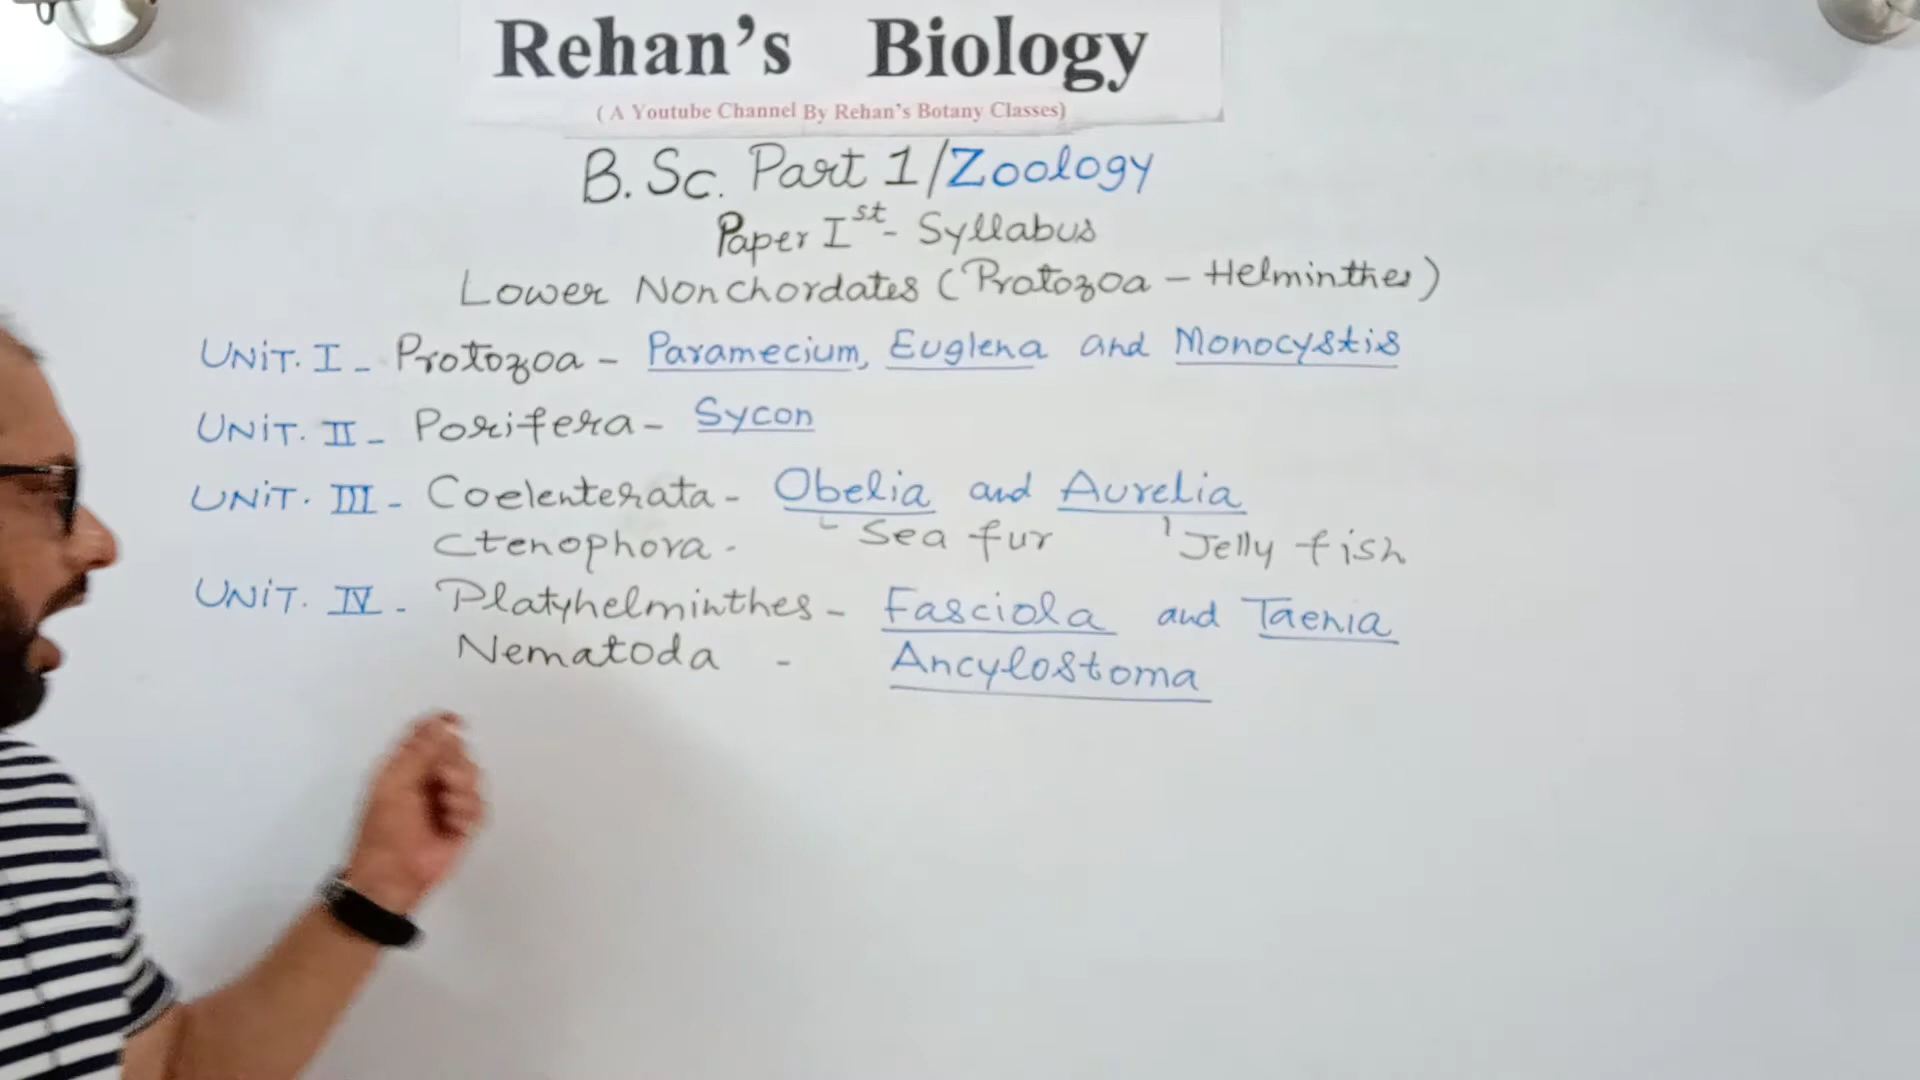 Rehan's Biology
( A Youtube Channel By Rehan's Botany Classes)
B.Sc. Part 1/Zoology
Paper Ist- Syllabus
Lower Nonchordates (Protozoa - Helminthes)
UNiT. I - Protozoa - Paramecium, Euglena and Monocystis
UNiT. II - Porifera - Sycon
UNiT. III - Coelenterata - Obelia and Aurelia
Sea fur Jelly fish
Ctenophora -
UNiT. IV - Platyhelminthes - Fasciola and Taenia
Nematoda - Ancylostoma